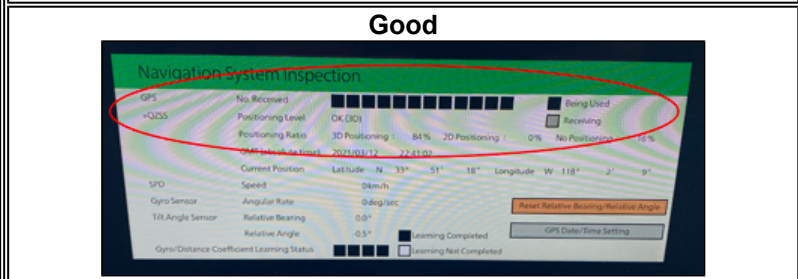 Good
Navigation System Inspection
GPS No. Received Being Used
+QZSS Positioning Level OK (3D) Receiving
Positioning Ratio 3D Positioning : 84% 2D Positioning : 0% No Positioning : 16%
GMT (absolute time) 2021/03/12 22:41:02
Current Position Latitude N 33° 51' 18" Longitude W 118° 2' 9"
SPD Speed 0km/h
Gyro Sensor Angular Rate 0deg/sec Reset Relative Bearing/Relative Angle
Tilt Angle Sensor Relative Bearing 0.0°
Relative Angle 0.5° Learning Completed GPS Date/Time Setting
Gyro/Distance Coefficient Learning Status Learning Not Completed